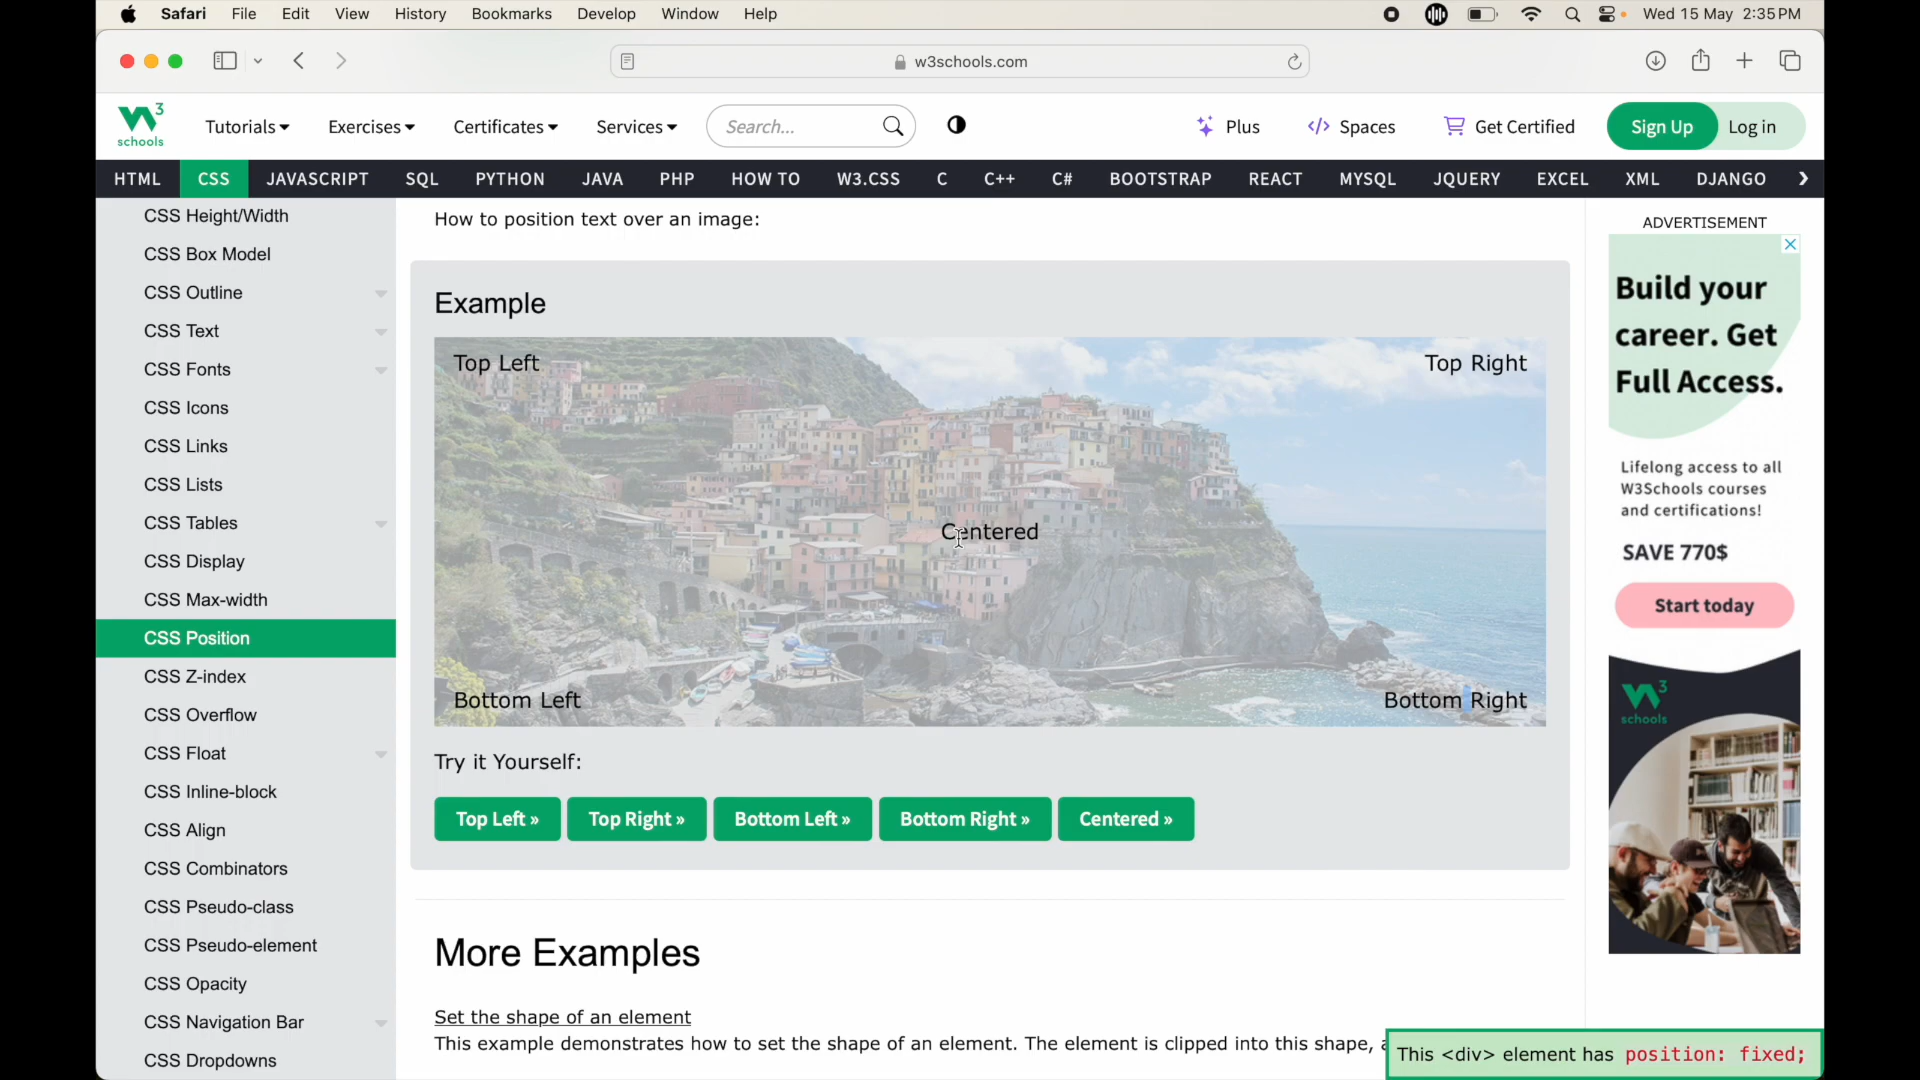 Safari File Edit View History Bookmarks Develop Window Help Wed 15 May 2:35 PM
w3schools.com
W3 schools
Tutorials Exercises Certificates Services Search... Plus Spaces Get Certified Sign Up Log in
HTML CSS JAVASCRIPT SQL PYTHON JAVA PHP HOW TO W3.CSS C C++ C# BOOTSTRAP REACT MYSQL JQUERY EXCEL XML DJANGO
CSS Height/Width
CSS Box Model
CSS Outline
CSS Text
CSS Fonts
CSS Icons
CSS Links
CSS Lists
CSS Tables
CSS Display
CSS Max-width
CSS Position
CSS Z-index
CSS Overflow
CSS Float
CSS Inline-block
CSS Align
CSS Combinators
CSS Pseudo-class
CSS Pseudo-element
CSS Opacity
CSS Navigation Bar
CSS Dropdowns
How to position text over an image:
Example
Top Left Top Right
Centered
Bottom Left Bottom Right
Try it Yourself:
Top Left » Top Right » Bottom Left » Bottom Right » Centered »
More Examples
Set the shape of an element
This example demonstrates how to set the shape of an element. The element is clipped into this shape,
This <div> element has position: fixed;
ADVERTISEMENT
Build your
career. Get
Full Access.
Lifelong access to all
W3Schools courses
and certifications!
SAVE 770$
Start today
W3 schools